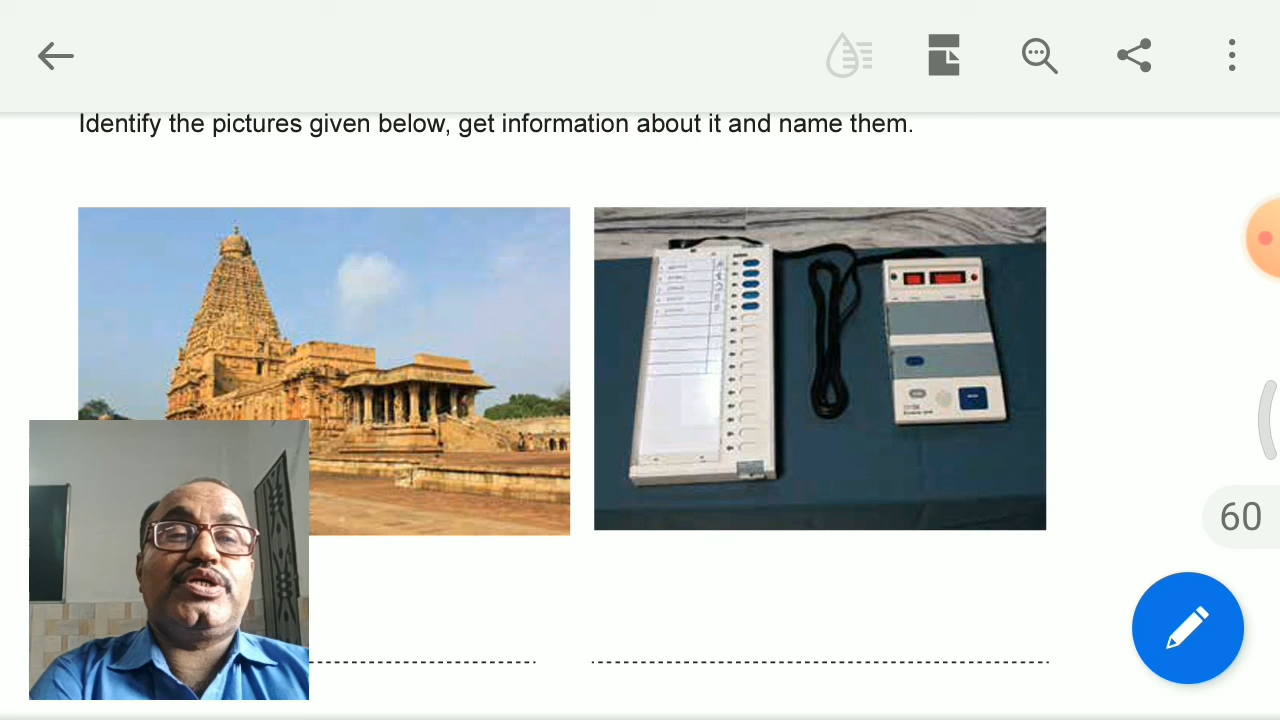 Identify the pictures given below, get information about it and name them.
60